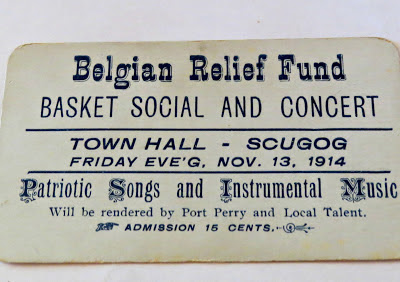 Belgian Relief Fund
BASKET SOCIAL AND CONCERT
TOWN HALL - SCUGOG
FRIDAY EVE'G, NOV. 13, 1914
Patriotic Songs and Instrumental Music
Will be rendered by Port Perry and Local Talent.
ADMISSION 15 CENTS.